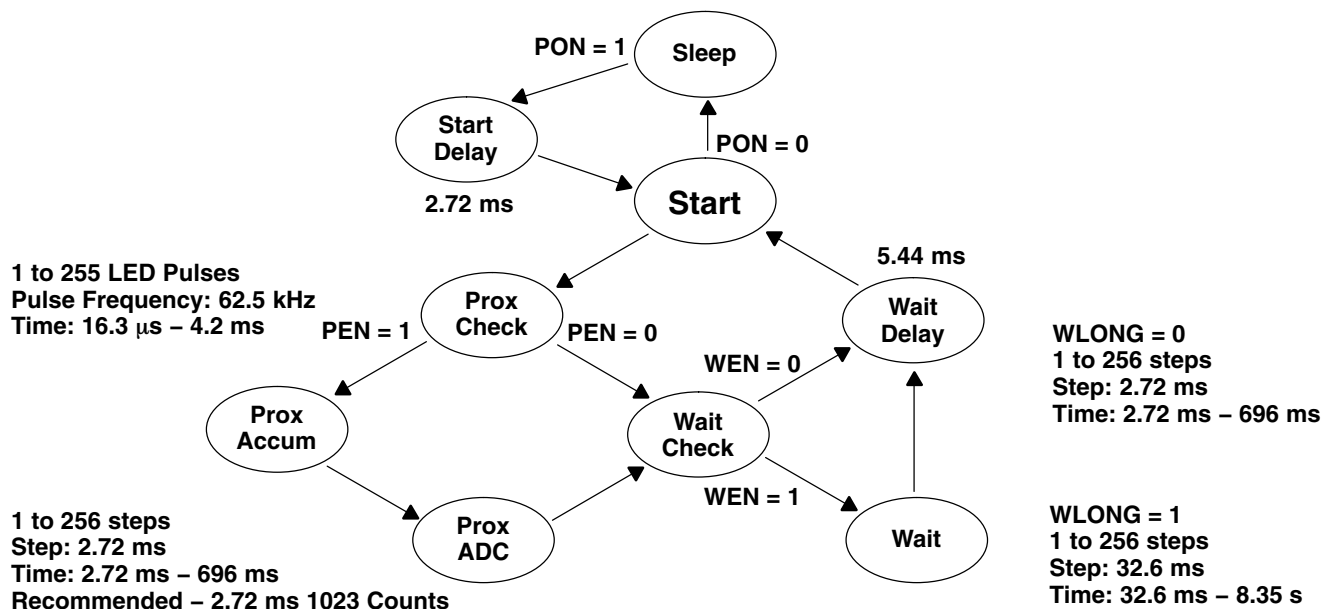 PON = 1
Sleep
Start
Delay
PON = 0
2.72 ms
Start
1 to 255 LED Pulses
Pulse Frequency: 62.5 kHz
Time: 16.3 μs – 4.2 ms
Prox
Check
PEN = 1
PEN = 0
5.44 ms
Wait
Delay
WEN = 0
WLONG = 0
1 to 256 steps
Step: 2.72 ms
Time: 2.72 ms – 696 ms
Prox
Accum
Wait
Check
WEN = 1
1 to 256 steps
Step: 2.72 ms
Time: 2.72 ms – 696 ms
Recommended – 2.72 ms 1023 Counts
Prox
ADC
Wait
WLONG = 1
1 to 256 steps
Step: 32.6 ms
Time: 32.6 ms – 8.35 s